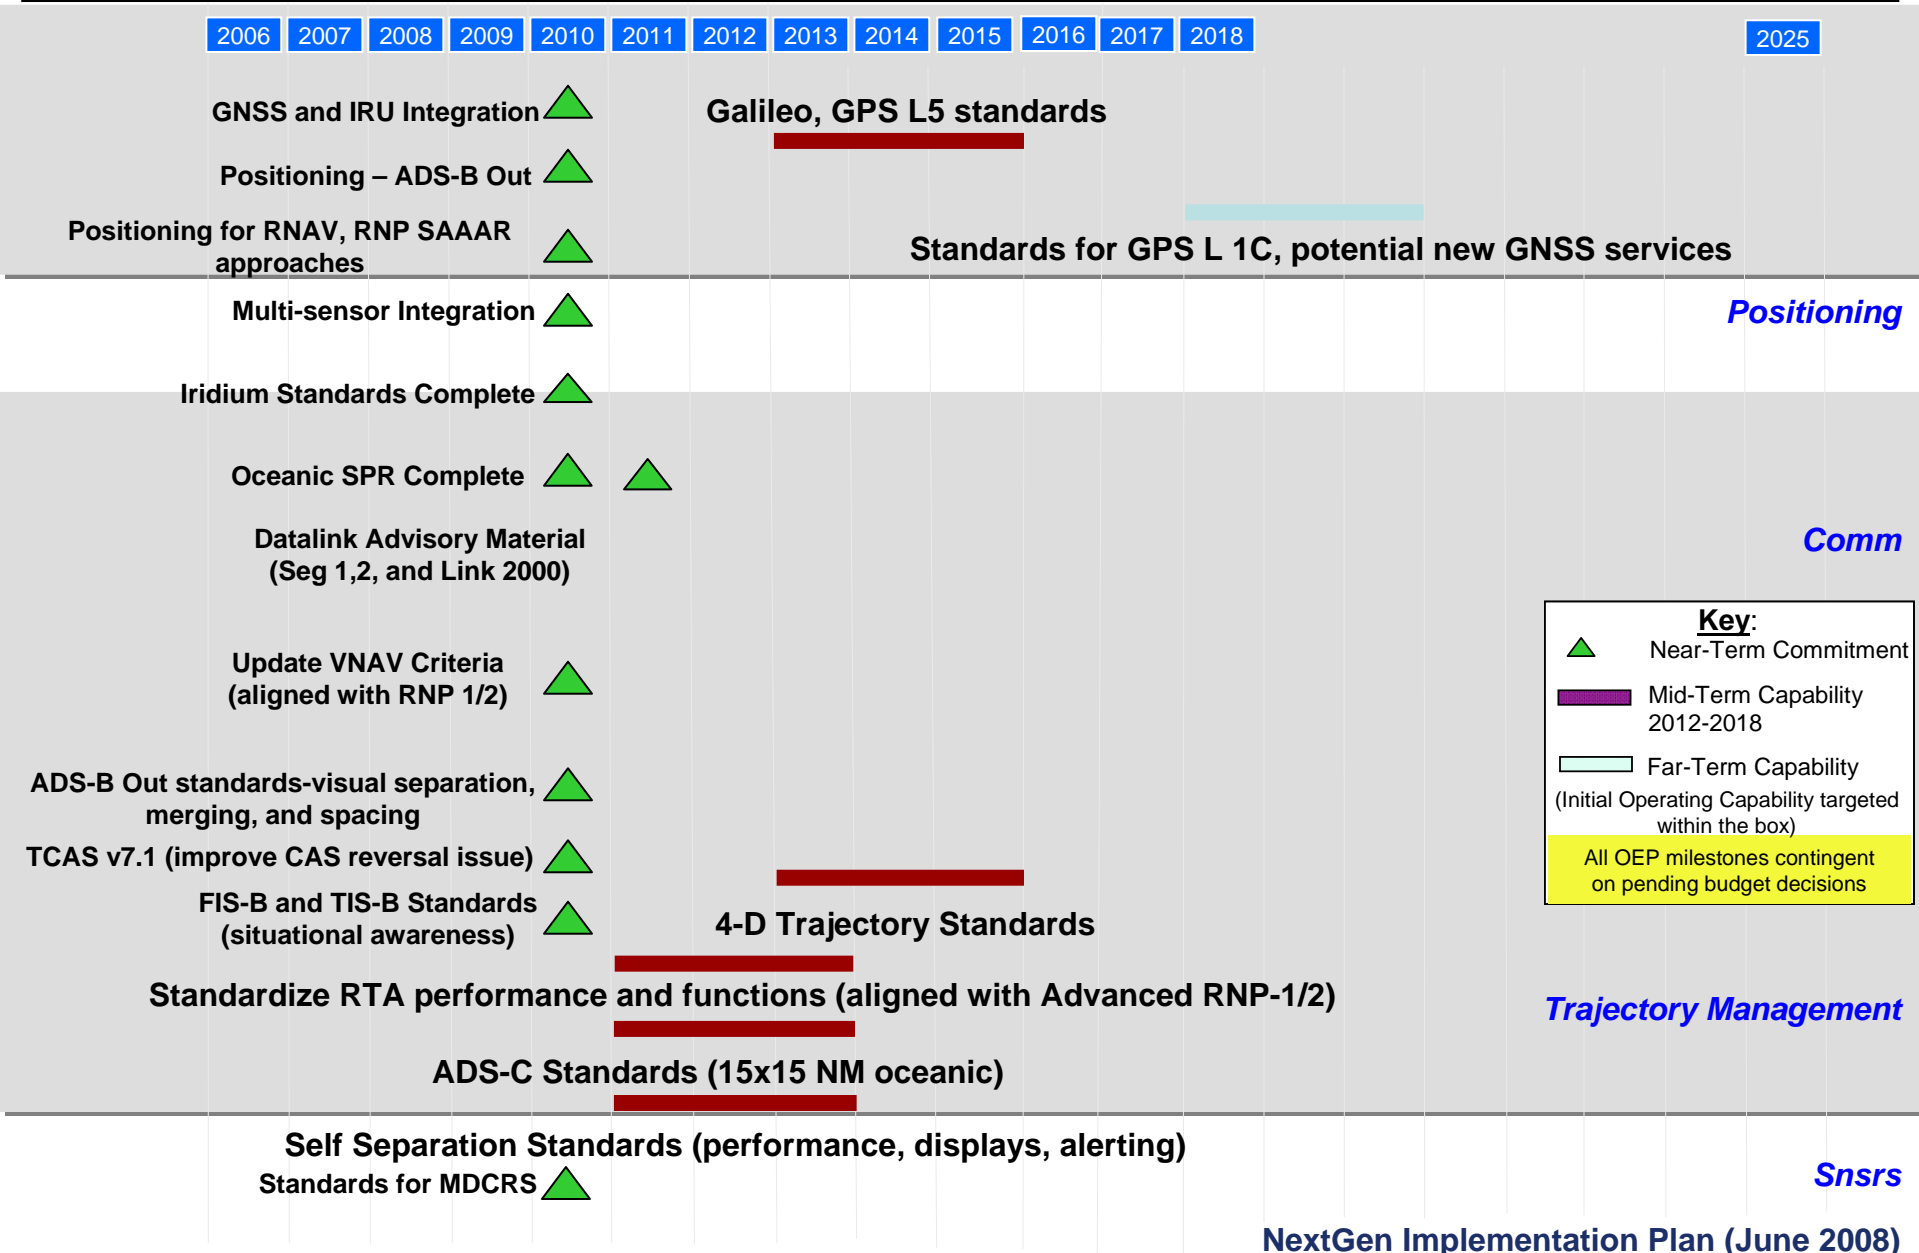 2006 2007 2008 2009 2010 2011 2012 2013 2014 2015 2016 2017 2018 2025
GNSS and IRU Integration
Galileo, GPS L5 standards
Positioning – ADS-B Out
Positioning for RNAV, RNP SAAAR
approaches
Standards for GPS L 1C, potential new GNSS services
Multi-sensor Integration
Positioning
Iridium Standards Complete
Oceanic SPR Complete
Datalink Advisory Material
(Seg 1,2, and Link 2000)
Comm
Key:
Near-Term Commitment
Mid-Term Capability
2012-2018
Far-Term Capability
(Initial Operating Capability targeted
within the box)
All OEP milestones contingent
on pending budget decisions
Update VNAV Criteria
(aligned with RNP 1/2)
ADS-B Out standards-visual separation,
merging, and spacing
TCAS v7.1 (improve CAS reversal issue)
FIS-B and TIS-B Standards
(situational awareness)
4-D Trajectory Standards
Standardize RTA performance and functions (aligned with Advanced RNP-1/2)
Trajectory Management
ADS-C Standards (15x15 NM oceanic)
Self Separation Standards (performance, displays, alerting)
Standards for MDCRS
Snsrs
NextGen Implementation Plan (June 2008)